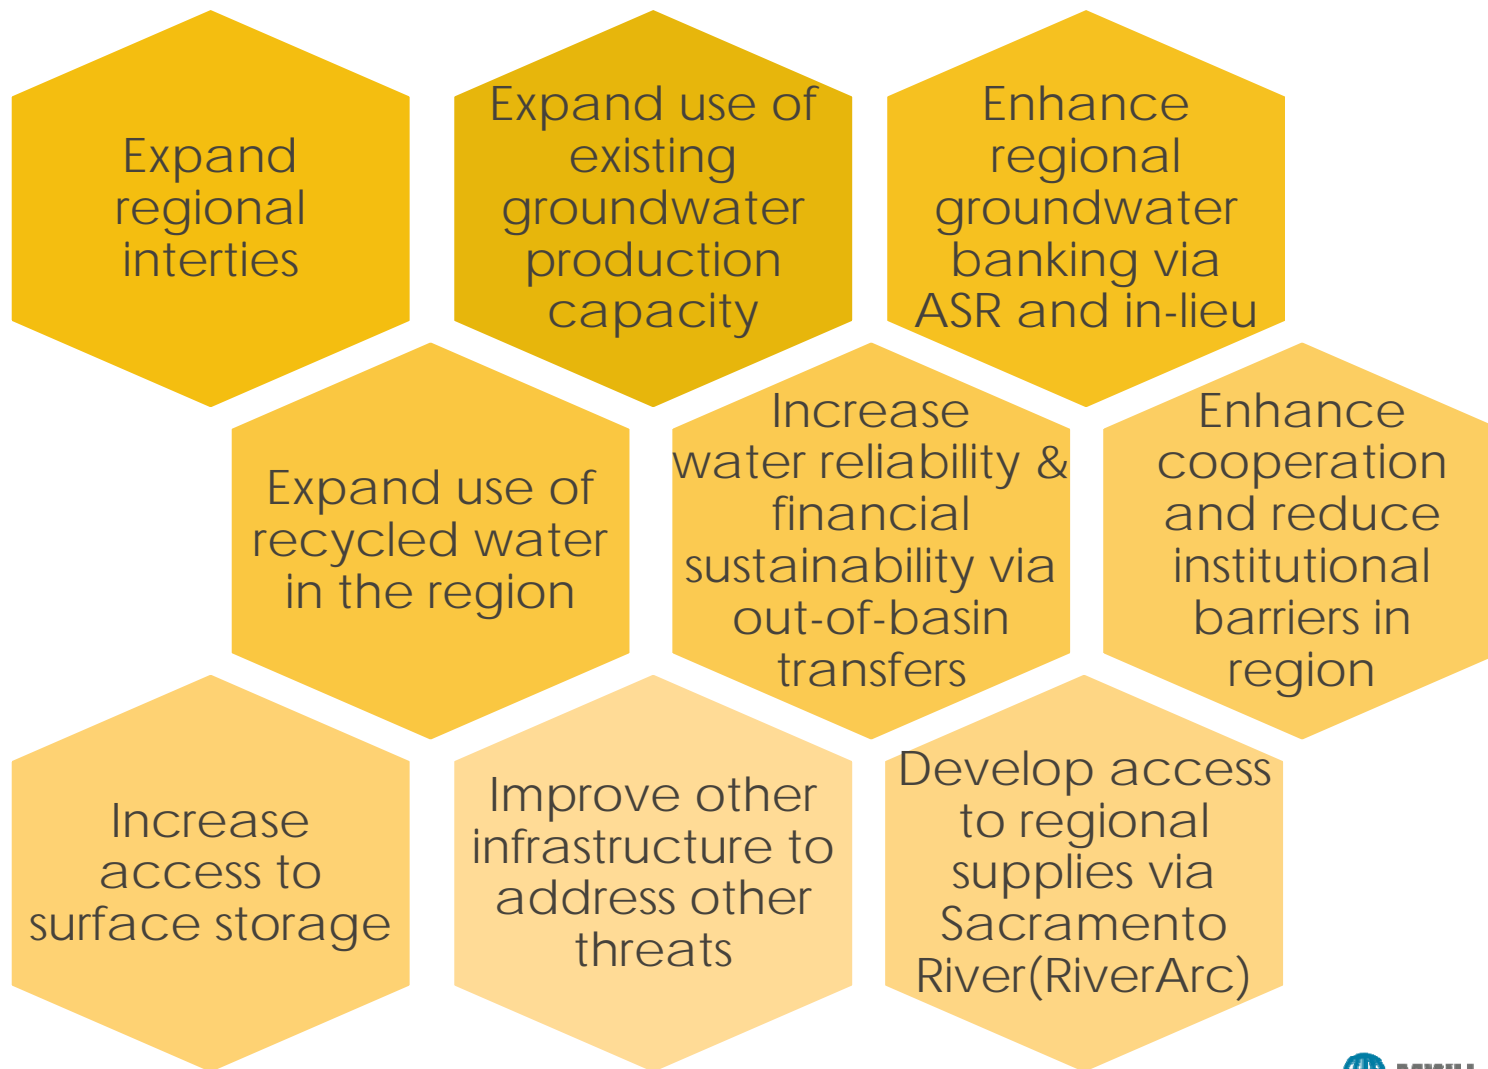 Expand
regional
interties
Expand use of
existing
groundwater
production
capacity
Enhance
regional
groundwater
banking via
ASR and in-lieu
Expand use of
recycled water
in the region
Increase
water reliability &
financial
sustainability via
out-of-basin
transfers
Enhance
cooperation
and reduce
institutional
barriers in
region
Increase
access to
surface storage
Improve other
infrastructure to
address other
threats
Develop access
to regional
supplies via
Sacramento
River(RiverArc)